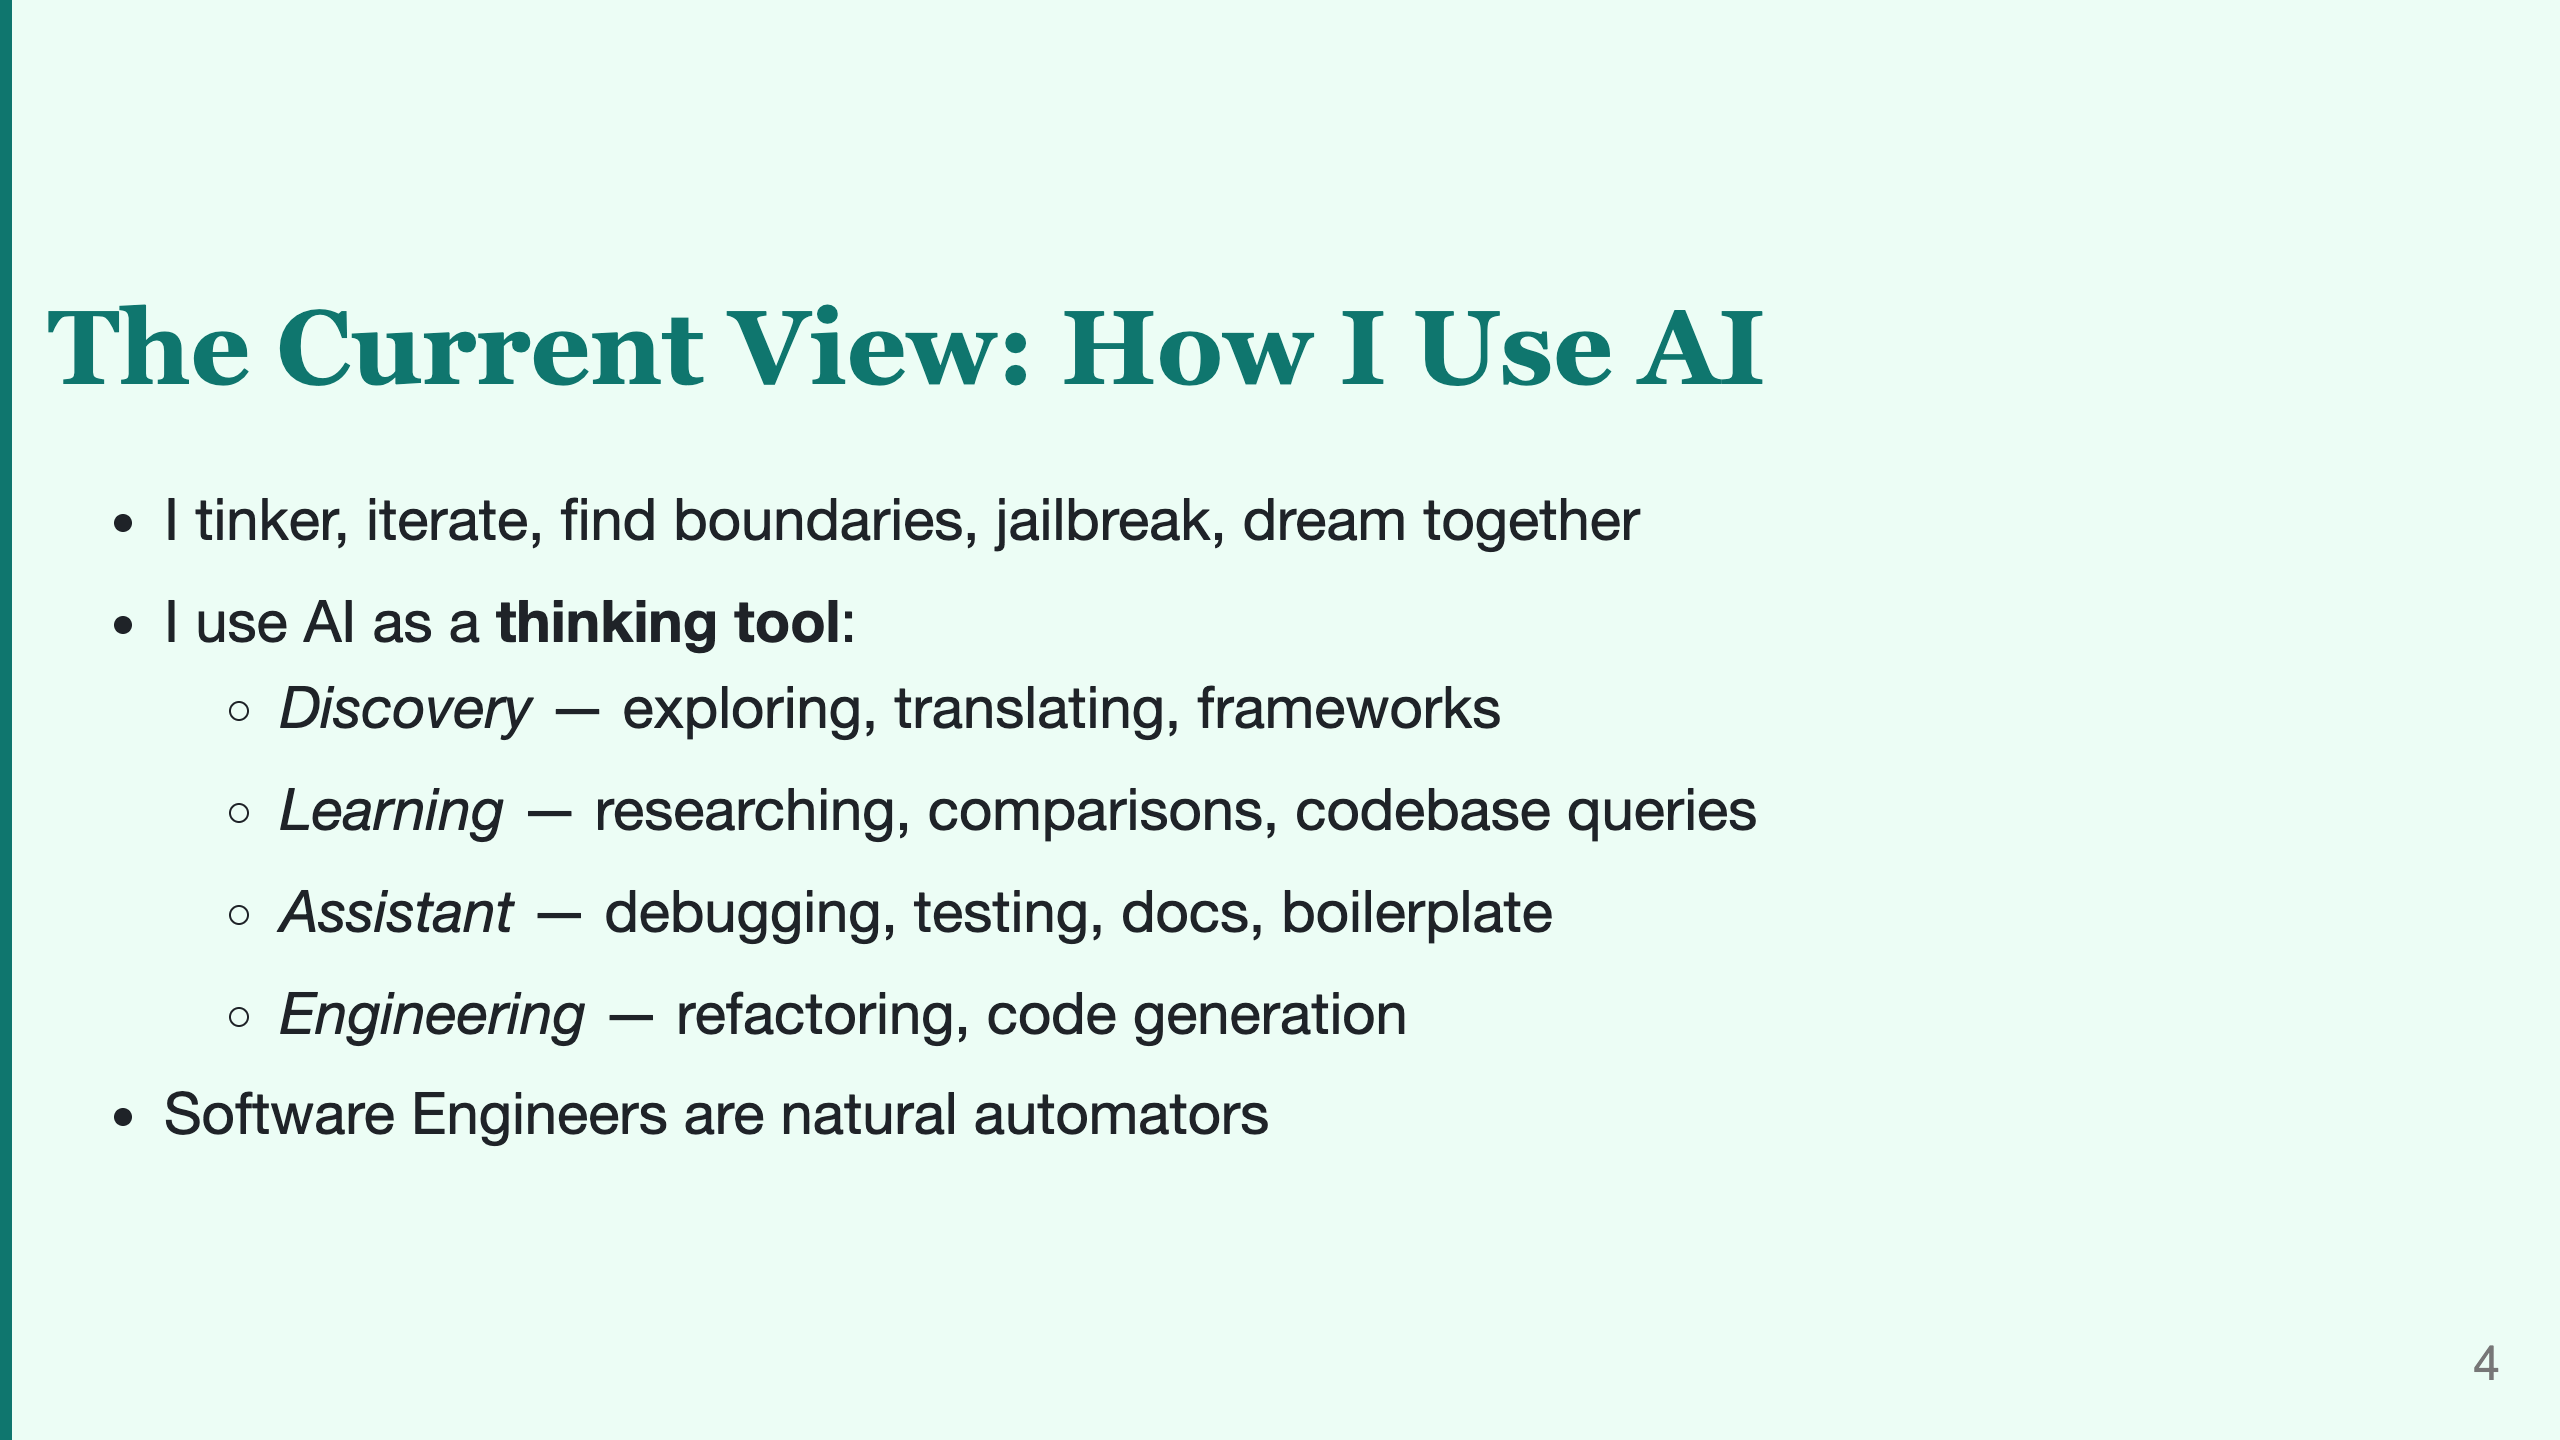 The Current View: How I Use AI
• I tinker, iterate, find boundaries, jailbreak, dream together
• I use AI as a thinking tool:
◦ Discovery — exploring, translating, frameworks
◦ Learning — researching, comparisons, codebase queries
◦ Assistant — debugging, testing, docs, boilerplate
◦ Engineering — refactoring, code generation
• Software Engineers are natural automators
4